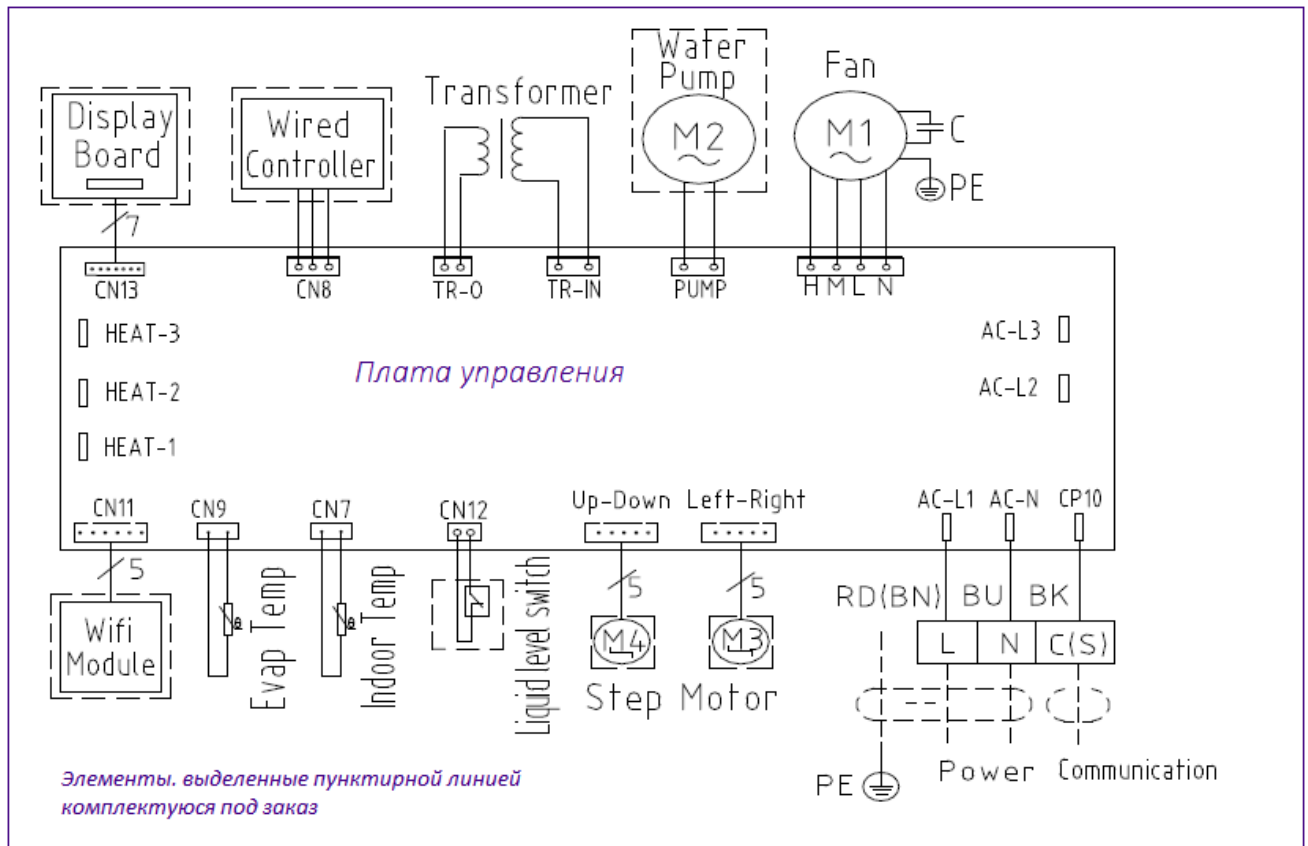 Display
Board
Wired
Controller
Transformer
Water
Pump
M2
Fan
M1
C
PE
7
CN13
CN8
TR-O
TR-IN
PUMP
H M L N
HEAT-3
HEAT-2
HEAT-1
Плата управления
AC-L3
AC-L2
CN11
CN9
CN7
CN12
Up-Down
Left-Right
AC-L1
AC-N
CP10
5
Wifi
Module
Evap Temp
θ
Indoor Temp
θ
Liquid level switch
5
M4
5
M3
Step Motor
RD(BN)
BU
BK
L
N
C(S)
PE
Power
Communication
Элементы. выделенные пунктирной линией
комплектуюся под заказ